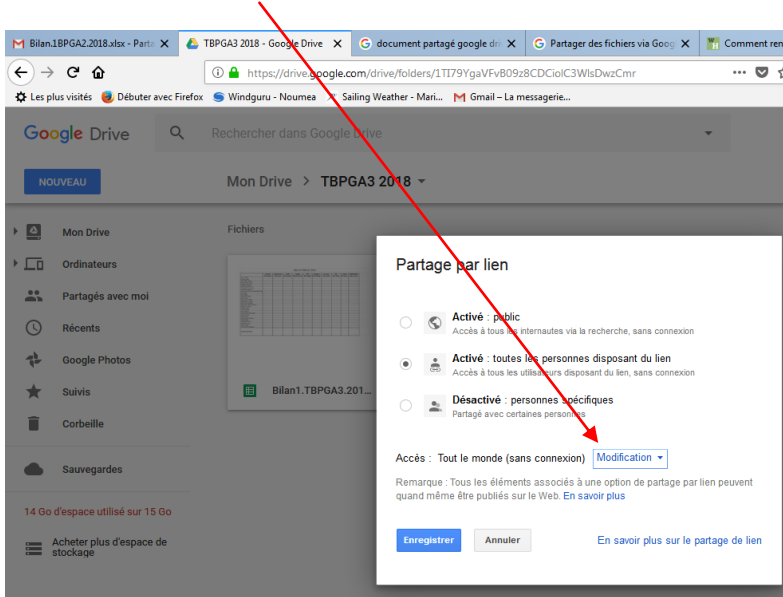 Bilan.1BPGA2.2018.xlsx - Parta
TBPGA3 2018 - Google Drive
document partagé google dri
Partager des fichiers via Goog
Comment ren
https://drive.google.com/drive/folders/1TI79YgaVFvB09z8CDCiolC3WlsDwzCmr
Les plus visités
Débuter avec Firefox
Windguru - Noumea
Sailing Weather - Mari...
Gmail – La messagerie...
Google Drive
Rechercher dans Google Drive
NOUVEAU
Mon Drive > TBPGA3 2018
Mon Drive
Ordinateurs
Partagés avec moi
Récents
Google Photos
Suivis
Corbeille
Sauvegardes
14 Go d'espace utilisé sur 15 Go
Acheter plus d'espace de
stockage
Fichiers
Bilan1.TBPGA3.201...
Partage par lien
Activé : public
Accès à tous les internautes via la recherche, sans connexion
Activé : toutes les personnes disposant du lien
Accès à tous les utilisateurs disposant du lien, sans connexion
Désactivé : personnes spécifiques
Partagé avec certaines personnes
Accès : Tout le monde (sans connexion) Modification
Remarque : Tous les éléments associés à une option de partage par lien peuvent
quand même être publiés sur le Web. En savoir plus
Enregistrer
Annuler
En savoir plus sur le partage de lien